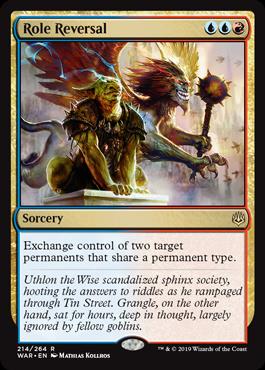 Role Reversal
Sorcery
Exchange control of two target
permanents that share a permanent type.
Uthlon the Wise scandalized sphinx society,
hooting the answers to riddles as he rampaged
through Tin Street. Grangle, on the other
hand, sat for hours, deep in thought, largely
ignored by fellow goblins.
214/264 R
WAR • EN Mathias Kollros
™ & © 2019 Wizards of the Coast